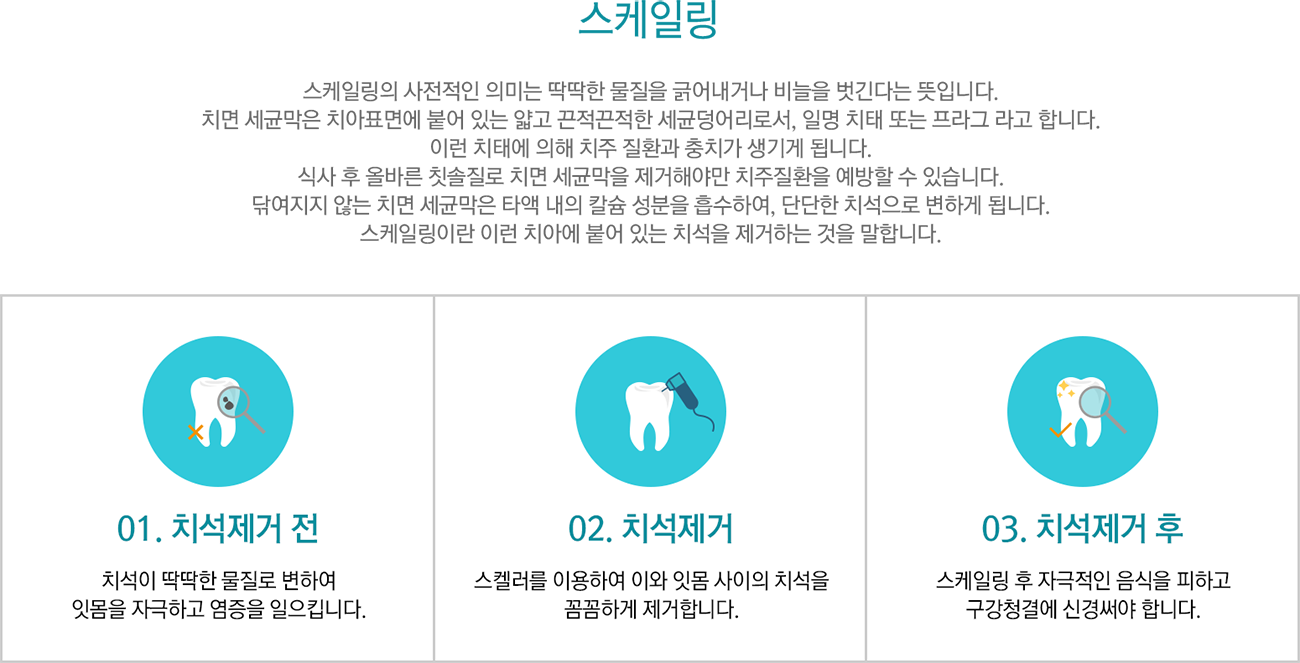 스케일링
스케일링의 사전적인 의미는 딱딱한 물질을 긁어내거나 비늘을 벗긴다는 뜻입니다.
치면 세균막은 치아표면에 붙어 있는 얇고 끈적끈적한 세균덩어리로서, 일명 치태 또는 프라그 라고 합니다.
이런 치태에 의해 치주 질환과 충치가 생기게 됩니다.
식사 후 올바른 칫솔질로 치면 세균막을 제거해야만 치주질환을 예방할 수 있습니다.
닦여지지 않는 치면 세균막은 타액 내의 칼슘 성분을 흡수하여, 단단한 치석으로 변하게 됩니다.
스케일링이란 이런 치아에 붙어 있는 치석을 제거하는 것을 말합니다.
01. 치석제거 전
치석이 딱딱한 물질로 변하여
잇몸을 자극하고 염증을 일으킵니다.
02. 치석제거
스켈러를 이용하여 이와 잇몸 사이의 치석을
꼼꼼하게 제거합니다.
03. 치석제거 후
스케일링 후 자극적인 음식을 피하고
구강청결에 신경써야 합니다.